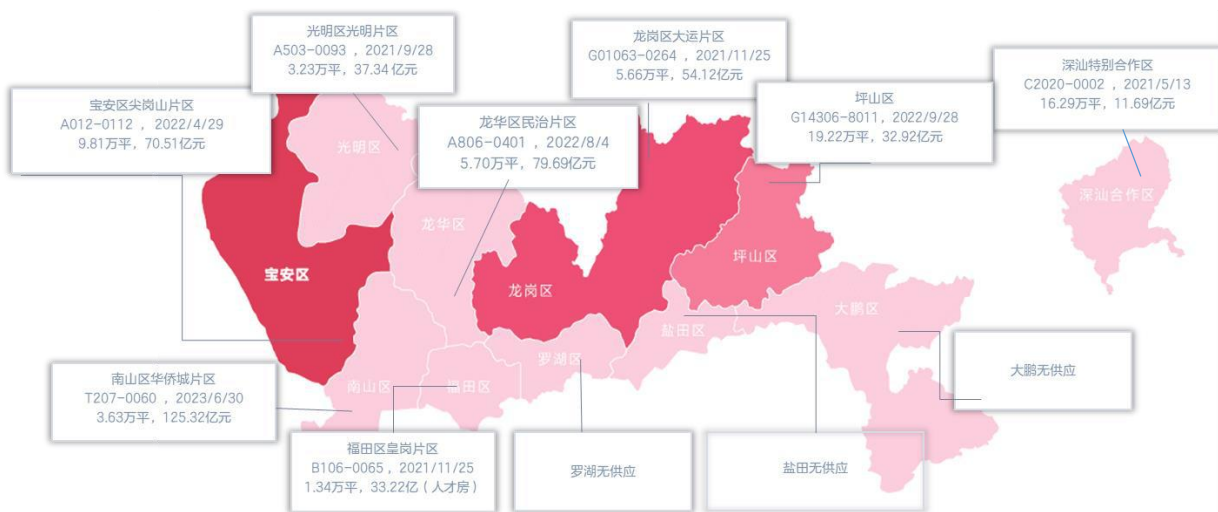 光明区光明片区
A503-0093 ，2021/9/28
3.23万平，37.34亿元
龙岗区大运片区
G01063-0264 ，2021/11/25
5.66万平，54.12亿元
深汕特别合作区
C2020-0002 ，2021/5/13
16.29万平，11.69亿元
宝安区尖岗山片区
A012-0112 ，2022/4/29
9.81万平，70.51亿元
龙华区民治片区
A806-0401 ，2022/8/4
5.70万平，79.69亿元
坪山区
G14306-8011，2022/9/28
19.22万平，32.92亿元
光明区
深汕合作区
龙华区
坪山区
宝安区
龙岗区
大鹏区
盐田区
罗湖区
南山区
福田区
南山区华侨城片区
T207-0060 ，2023/6/30
3.63万平，125.32亿元
大鹏无供应
福田区皇岗片区
B106-0065，2021/11/25
1.34万平，33.22亿（人才房）
罗湖无供应
盐田无供应